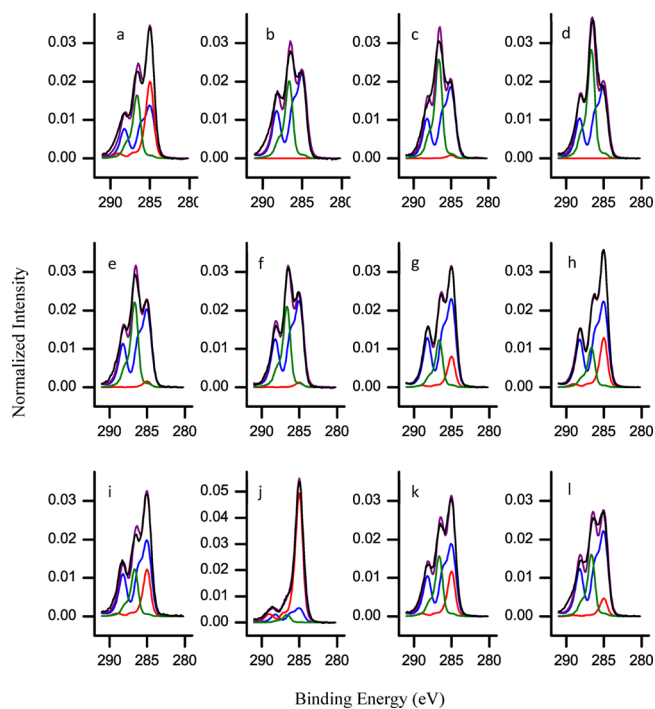 a b c d
0.03 0.03 0.03 0.03
0.02 0.02 0.02 0.02
0.01 0.01 0.01 0.01
0.00 0.00 0.00 0.00
290 285 280 290 285 280 290 285 280 290 285 280
Normalized Intensity
e f g h
0.03 0.03 0.03 0.03
0.02 0.02 0.02 0.02
0.01 0.01 0.01 0.01
0.00 0.00 0.00 0.00
290 285 280 290 285 280 290 285 280 290 285 280
i j k l
0.05
0.03 0.04 0.03 0.03
0.02 0.03 0.02 0.02
0.02
0.01 0.01 0.01 0.01
0.00 0.00 0.00 0.00
290 285 280 290 285 280 290 285 280 290 285 280
Binding Energy (eV)